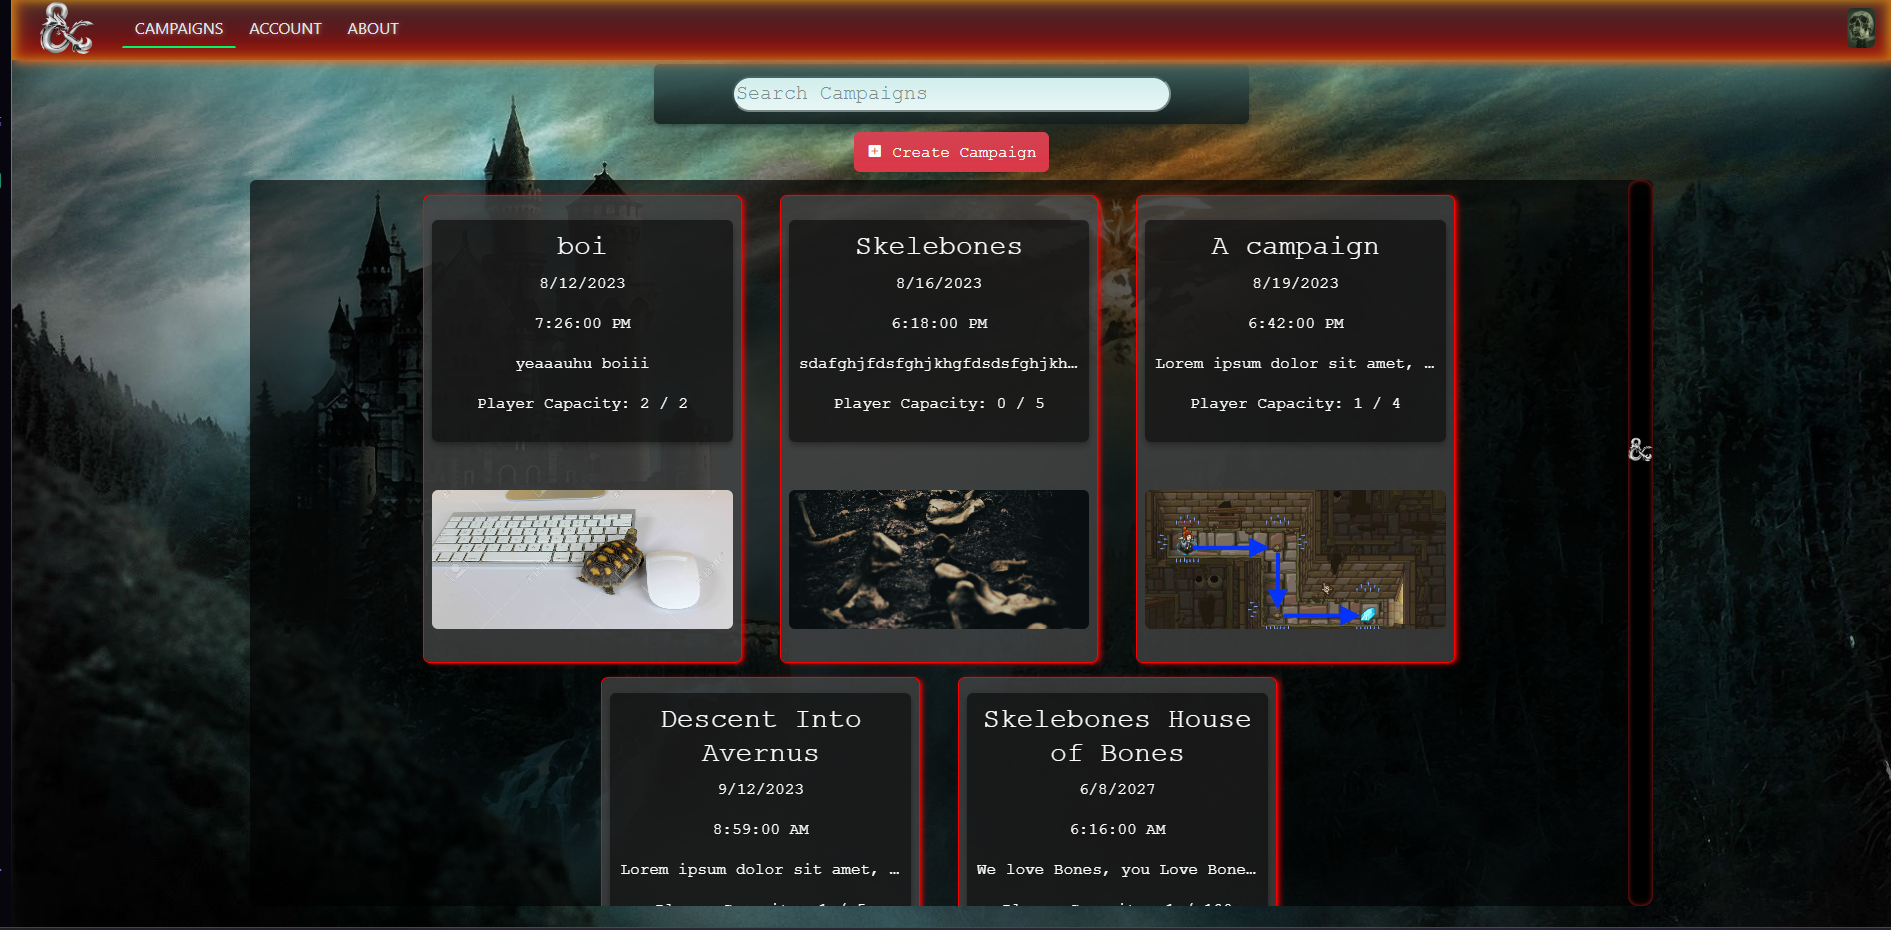 CAMPAIGNS ACCOUNT ABOUT
Search Campaigns
Create Campaign
boi
8/12/2023
7:26:00 PM
yeaaauhu boiii
Player Capacity: 2 / 2
Skelebones
8/16/2023
6:18:00 PM
sdafghjfdsfghjkhgfdsdsfghjkh…
Player Capacity: 0 / 5
A campaign
8/19/2023
6:42:00 PM
Lorem ipsum dolor sit amet, …
Player Capacity: 1 / 4
Descent Into
Avernus
9/12/2023
8:59:00 AM
Lorem ipsum dolor sit amet, …
Skelebones House
of Bones
6/8/2027
6:16:00 AM
We love Bones, you Love Bone…